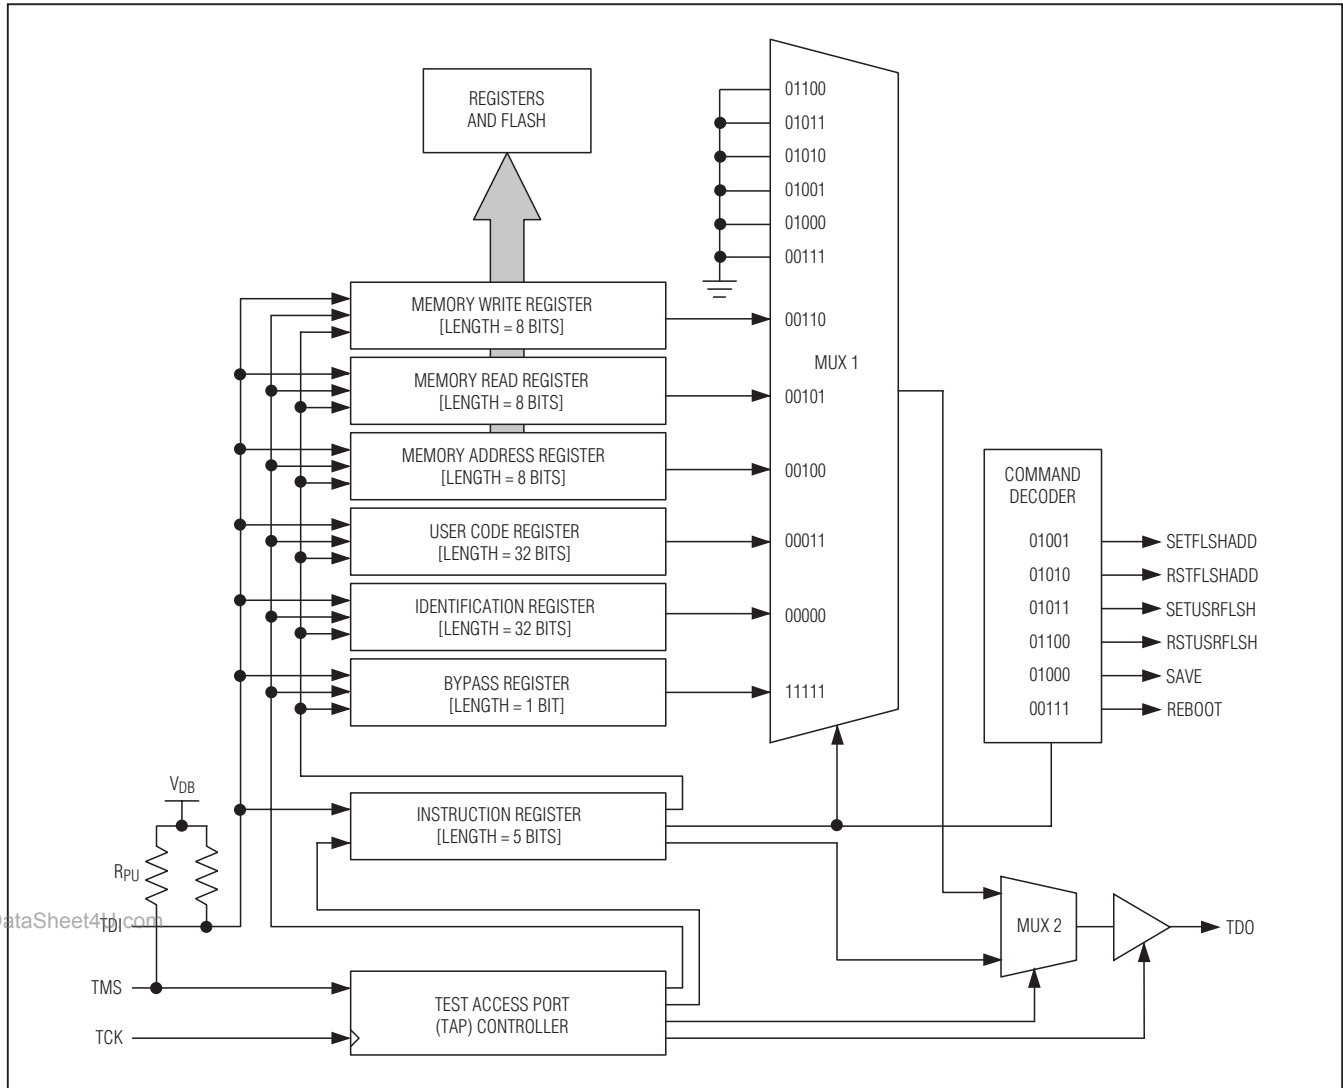 REGISTERS
AND FLASH
01100
01011
01010
01001
01000
00111
MEMORY WRITE REGISTER
[LENGTH = 8 BITS]
00110
MUX 1
MEMORY READ REGISTER
[LENGTH = 8 BITS]
00101
MEMORY ADDRESS REGISTER
[LENGTH = 8 BITS]
00100
USER CODE REGISTER
[LENGTH = 32 BITS]
00011
IDENTIFICATION REGISTER
[LENGTH = 32 BITS]
00000
BYPASS REGISTER
[LENGTH = 1 BIT]
11111
COMMAND
DECODER
01001 SETFLSHADD
01010 RSTFLSHADD
01011 SETUSRFLSH
01100 RSTUSRFLSH
01000 SAVE
00111 REBOOT
VDB
INSTRUCTION REGISTER
[LENGTH = 5 BITS]
RPU
TDI
MUX 2
TDO
TMS
TEST ACCESS PORT
(TAP) CONTROLLER
TCK